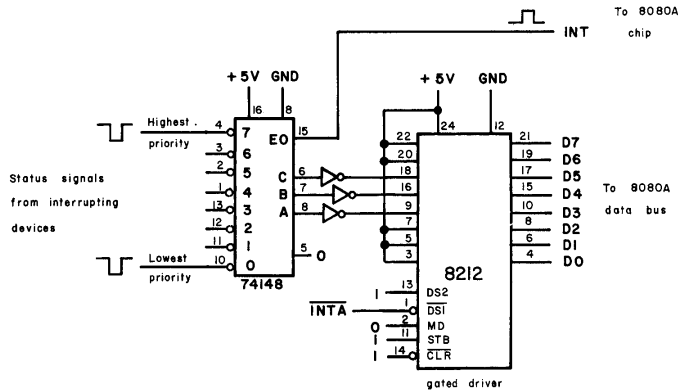 To 8080A
chip
INT
+5V GND
16 8
Highest .
priority
4 7
EO 15
3 6
2 5
1 4
13 3
12 2
11 1
Lowest
priority
10 0
C 6
B 7
A 8
5 0
74148
Status signals
from interrupting
devices
+5V GND
24 12
22 21 D7
20 19 D6
18 17 D5
16 15 D4
9 10 D3
7 8 D2
5 6 D1
3 4 D0
To 8080A
data bus
8212
1 13 DS2
INTA 1 DS1
0 2 MD
1 11 STB
1 14 CLR
gated driver